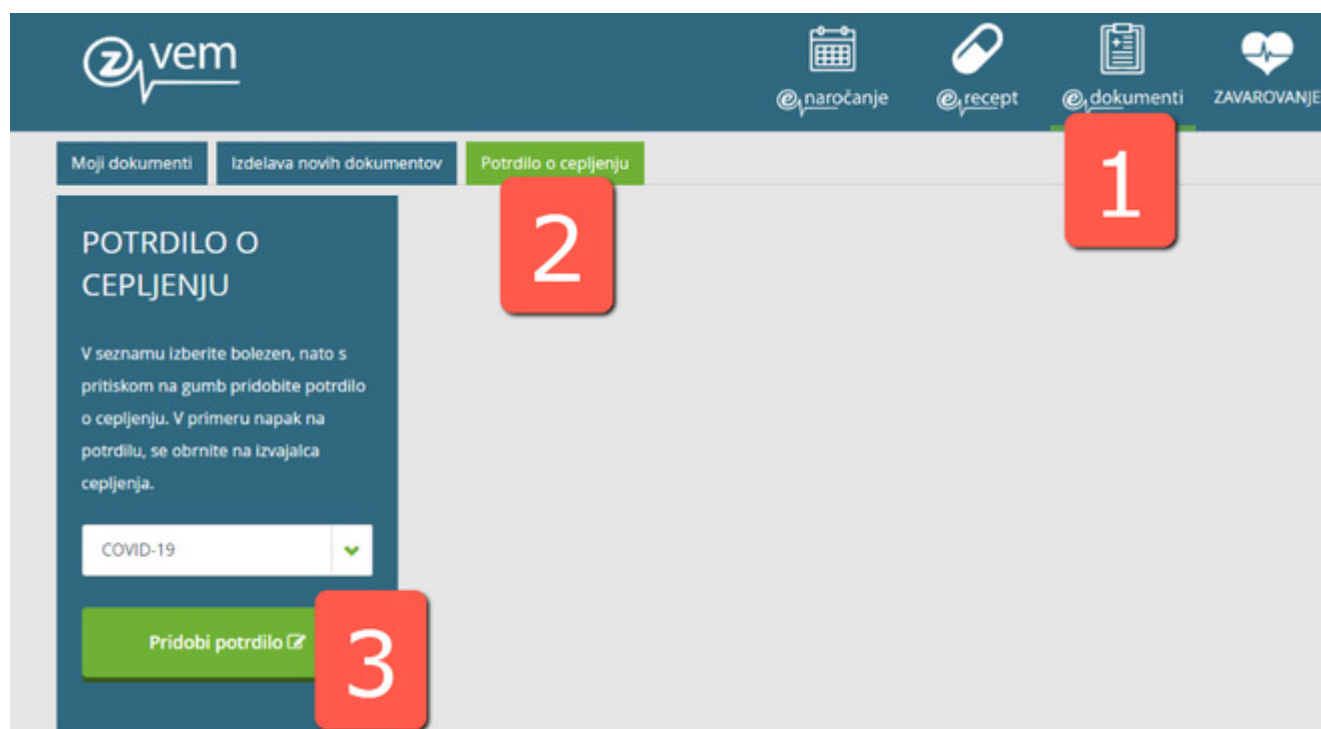 z vem
e naročanje
e recept
e dokumenti
ZAVAROVANJE
1
Moji dokumenti
Izdelava novih dokumentov
Potrdilo o cepljenju
2
POTRDILO O
CEPLJENJU
V seznamu izberite bolezen, nato s
pritiskom na gumb pridobite potrdilo
o cepljenju. V primeru napak na
potrdilu, se obrnite na izvajalca
cepljenja.
COVID-19
Pridobi potrdilo
3